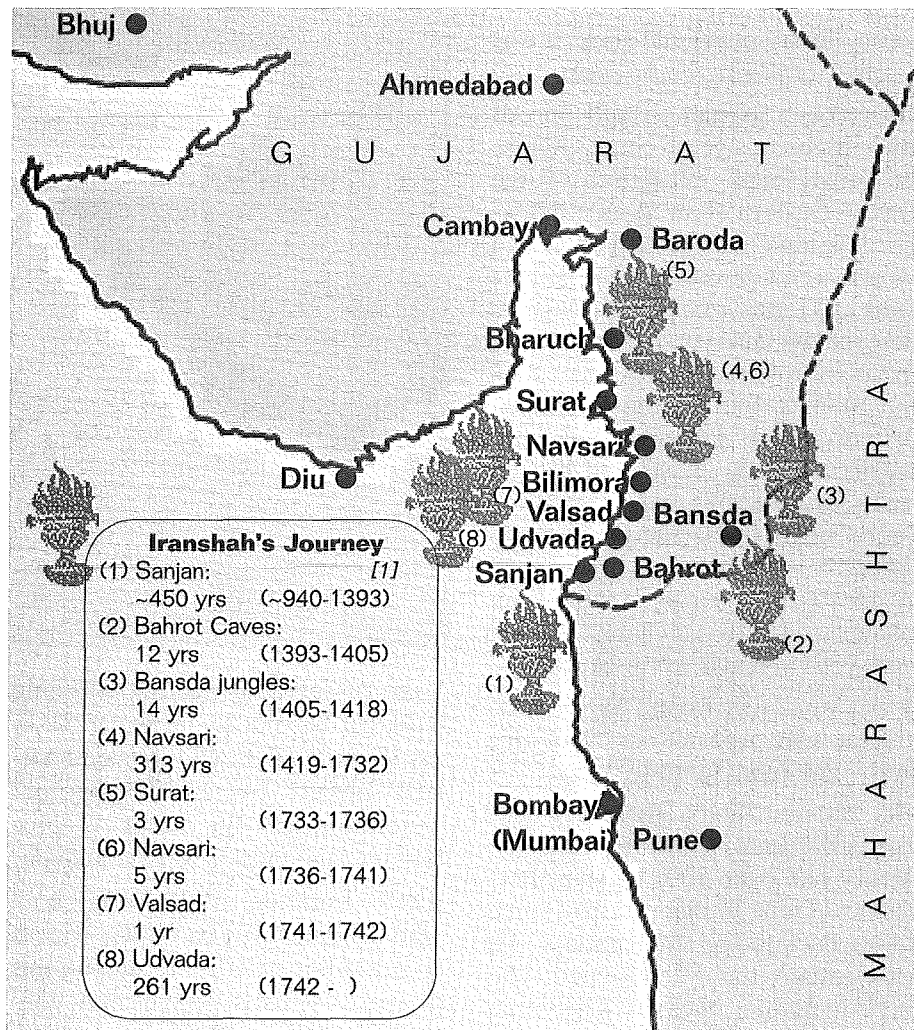 Bhuj
Ahmedabad
G U J A R A T
Cambay
Baroda
(5)
Bharuch
(4,6)
Surat
Navsari
Diu
(7)
Bilimora
(3)
Valsad
Bansda
(8)
Udvada
Sanjan
Bahrot
(2)
(1)
Bombay
(Mumbai)
Pune
MAHARASHTRA
Iranshah's Journey
(1) Sanjan: [1]
~450 yrs (~940-1393)
(2) Bahrot Caves:
12 yrs (1393-1405)
(3) Bansda jungles:
14 yrs (1405-1418)
(4) Navsari:
313 yrs (1419-1732)
(5) Surat:
3 yrs (1733-1736)
(6) Navsari:
5 yrs (1736-1741)
(7) Valsad:
1 yr (1741-1742)
(8) Udvada:
261 yrs (1742 - )